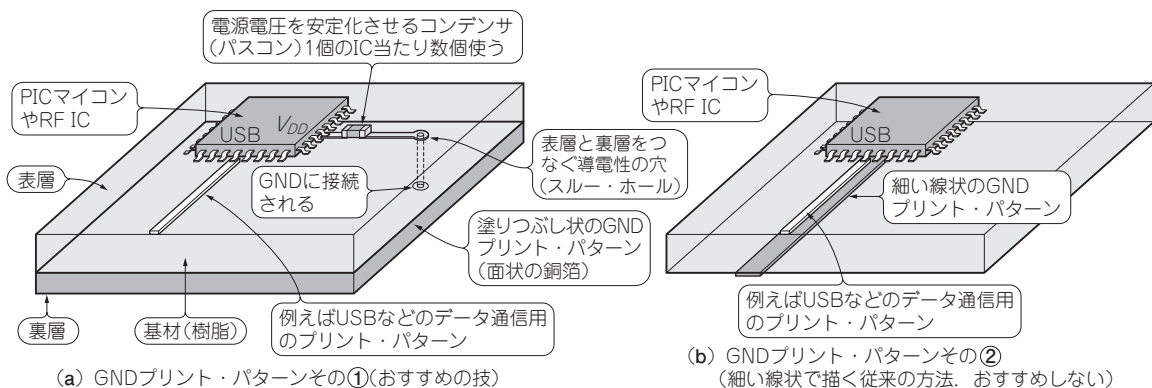 電源電圧を安定化させるコンデンサ
(パスコン)1個のIC当たり数個使う
PICマイコン
やRF IC
USB
VDD
表層
GNDに接続
される
表層と裏層をつ
なぐ導電性の穴
(スルー・ホール)
塗りつぶし状のGND
プリント・パターン
(面状の銅箔)
裏層
基材(樹脂)
例えばUSBなどのデータ通信用
のプリント・パターン
(a) GNDプリント・パターンその①(おすすめの技)
PICマイコン
やRF IC
USB
細い線状のGND
プリント・パターン
例えばUSBなどのデータ通信用
のプリント・パターン
(b) GNDプリント・パターンその②
(細い線状で描く従来の方法.おすすめしない)